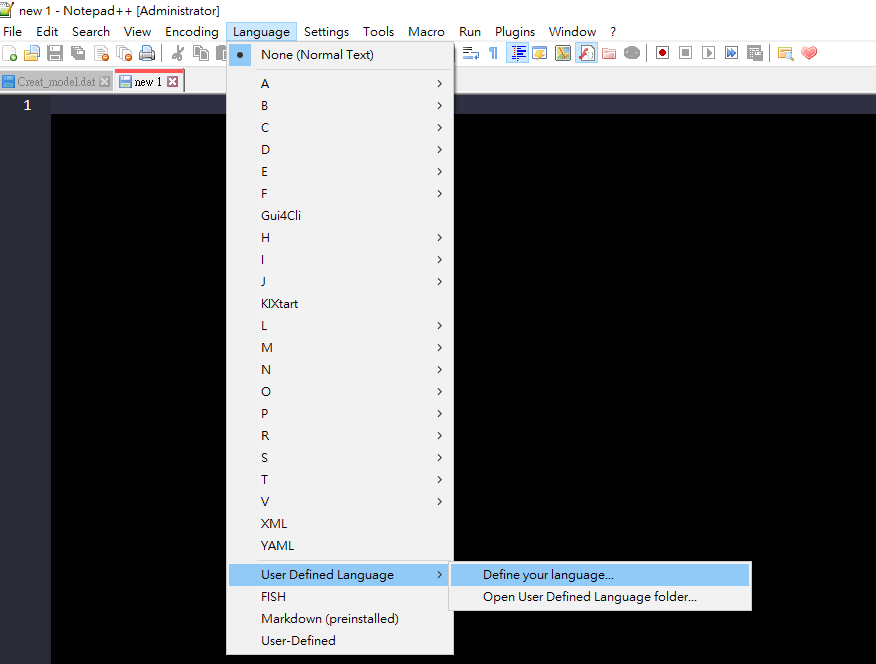 new 1 - Notepad++ [Administrator]
File Edit Search View Encoding Language Settings Tools Macro Run Plugins Window ?
Creat_model.dat new 1
1
None (Normal Text)
A
B
C
D
E
F
Gui4Cli
H
I
J
KIXtart
L
M
N
O
P
R
S
T
V
XML
YAML
User Defined Language
Define your language...
Open User Defined Language folder...
FISH
Markdown (preinstalled)
User-Defined